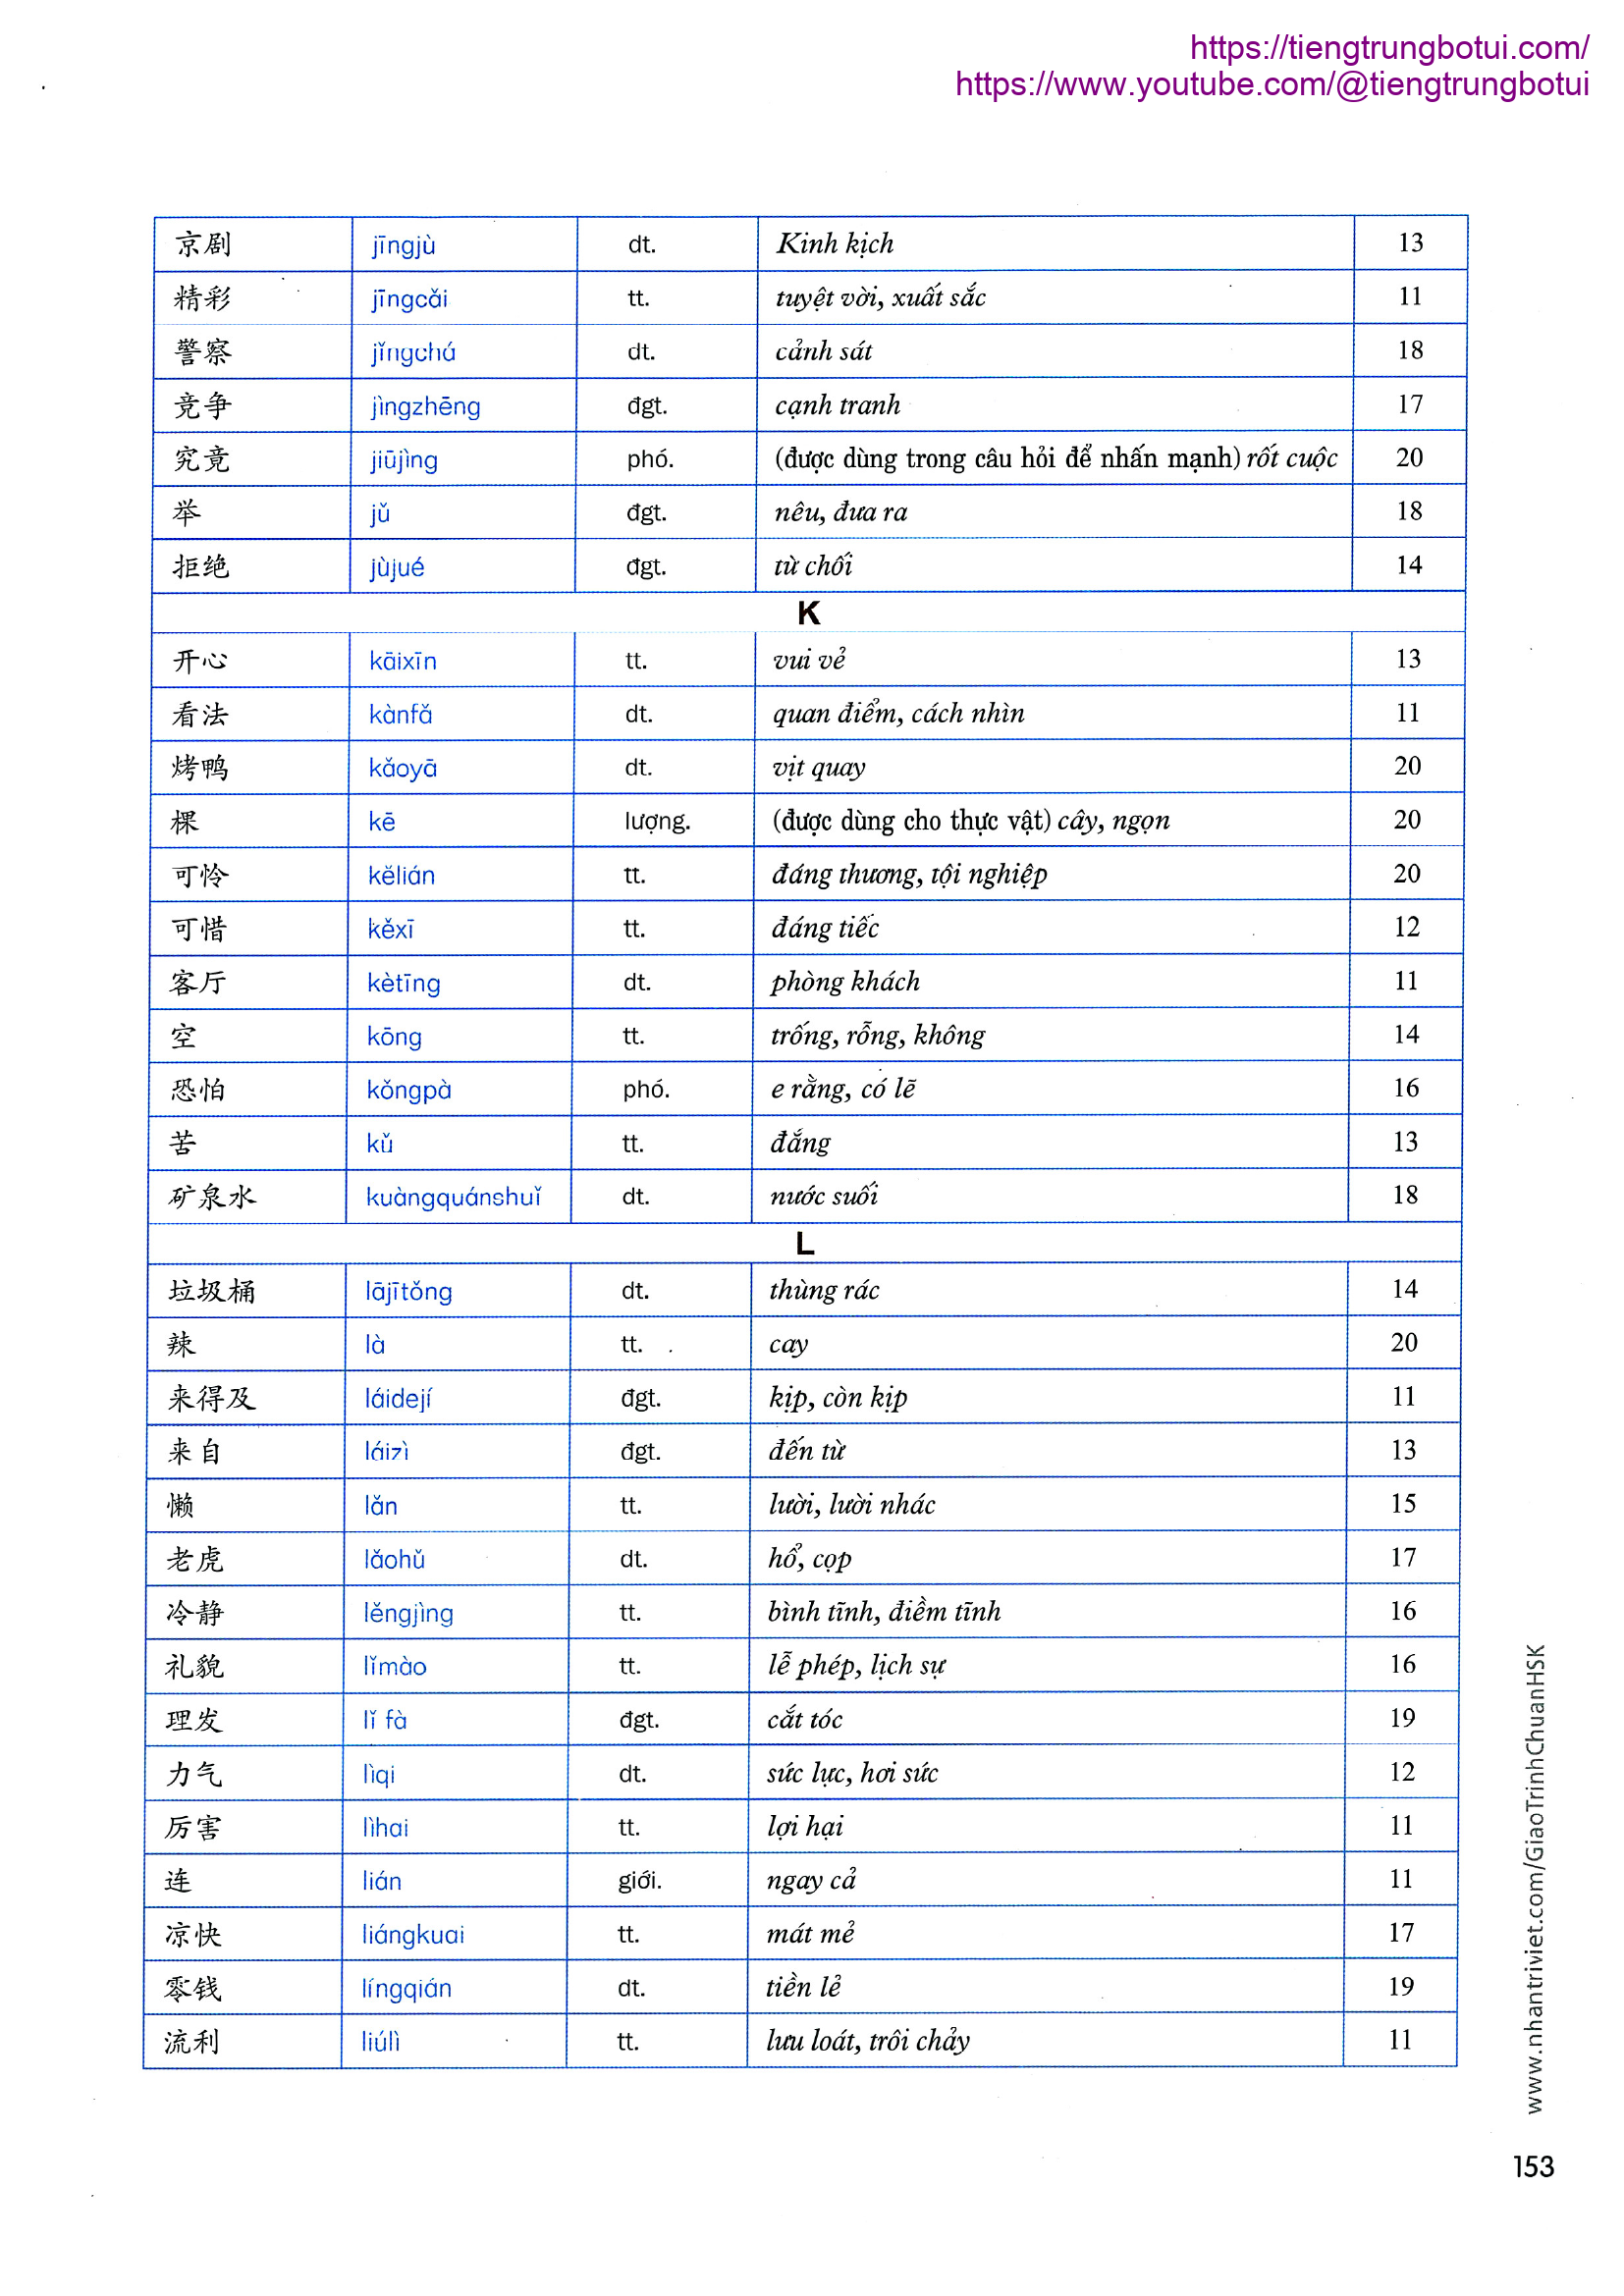 https://tiengtrungbotui.com/
https://www.youtube.com/@tiengtrungbotui
京剧 jīngjù dt. Kinh kịch 13
精彩 jīngcǎi tt. tuyệt vời, xuất sắc 11
警察 jǐngchá dt. cảnh sát 18
竞争 jìngzhēng đgt. cạnh tranh 17
究竟 jiūjìng phó. (được dùng trong câu hỏi để nhấn mạnh) rốt cuộc 20
举 jǔ đgt. nêu, đưa ra 18
拒绝 jùjué đgt. từ chối 14
K
开心 kāixīn tt. vui vẻ 13
看法 kànfǎ dt. quan điểm, cách nhìn 11
烤鸭 kǎoyā dt. vịt quay 20
棵 kē lượng. (được dùng cho thực vật) cây, ngọn 20
可怜 kělián tt. đáng thương, tội nghiệp 20
可惜 kěxī tt. đáng tiếc 12
客厅 kètīng dt. phòng khách 11
空 kōng tt. trống, rỗng, không 14
恐怕 kǒngpà phó. e rằng, có lẽ 16
苦 kǔ tt. đắng 13
矿泉水 kuàngquánshuǐ dt. nước suối 18
L
垃圾桶 lājītǒng dt. thùng rác 14
辣 là tt. cay 20
来得及 láidejí đgt. kịp, còn kịp 11
来自 láizì đgt. đến từ 13
懒 lǎn tt. lười, lười nhác 15
老虎 lǎohǔ dt. hổ, cọp 17
冷静 lěngjìng tt. bình tĩnh, điềm tĩnh 16
礼貌 lǐmào tt. lễ phép, lịch sự 16
理发 lǐ fà đgt. cắt tóc 19
力气 lìqi dt. sức lực, hơi sức 12
厉害 lìhai tt. lợi hại 11
连 lián giới. ngay cả 11
凉快 liángkuai tt. mát mẻ 17
零钱 língqián dt. tiền lẻ 19
流利 liúlì tt. lưu loát, trôi chảy 11
www.nhantriviet.com/GiaoTrinhChuanHSK
153